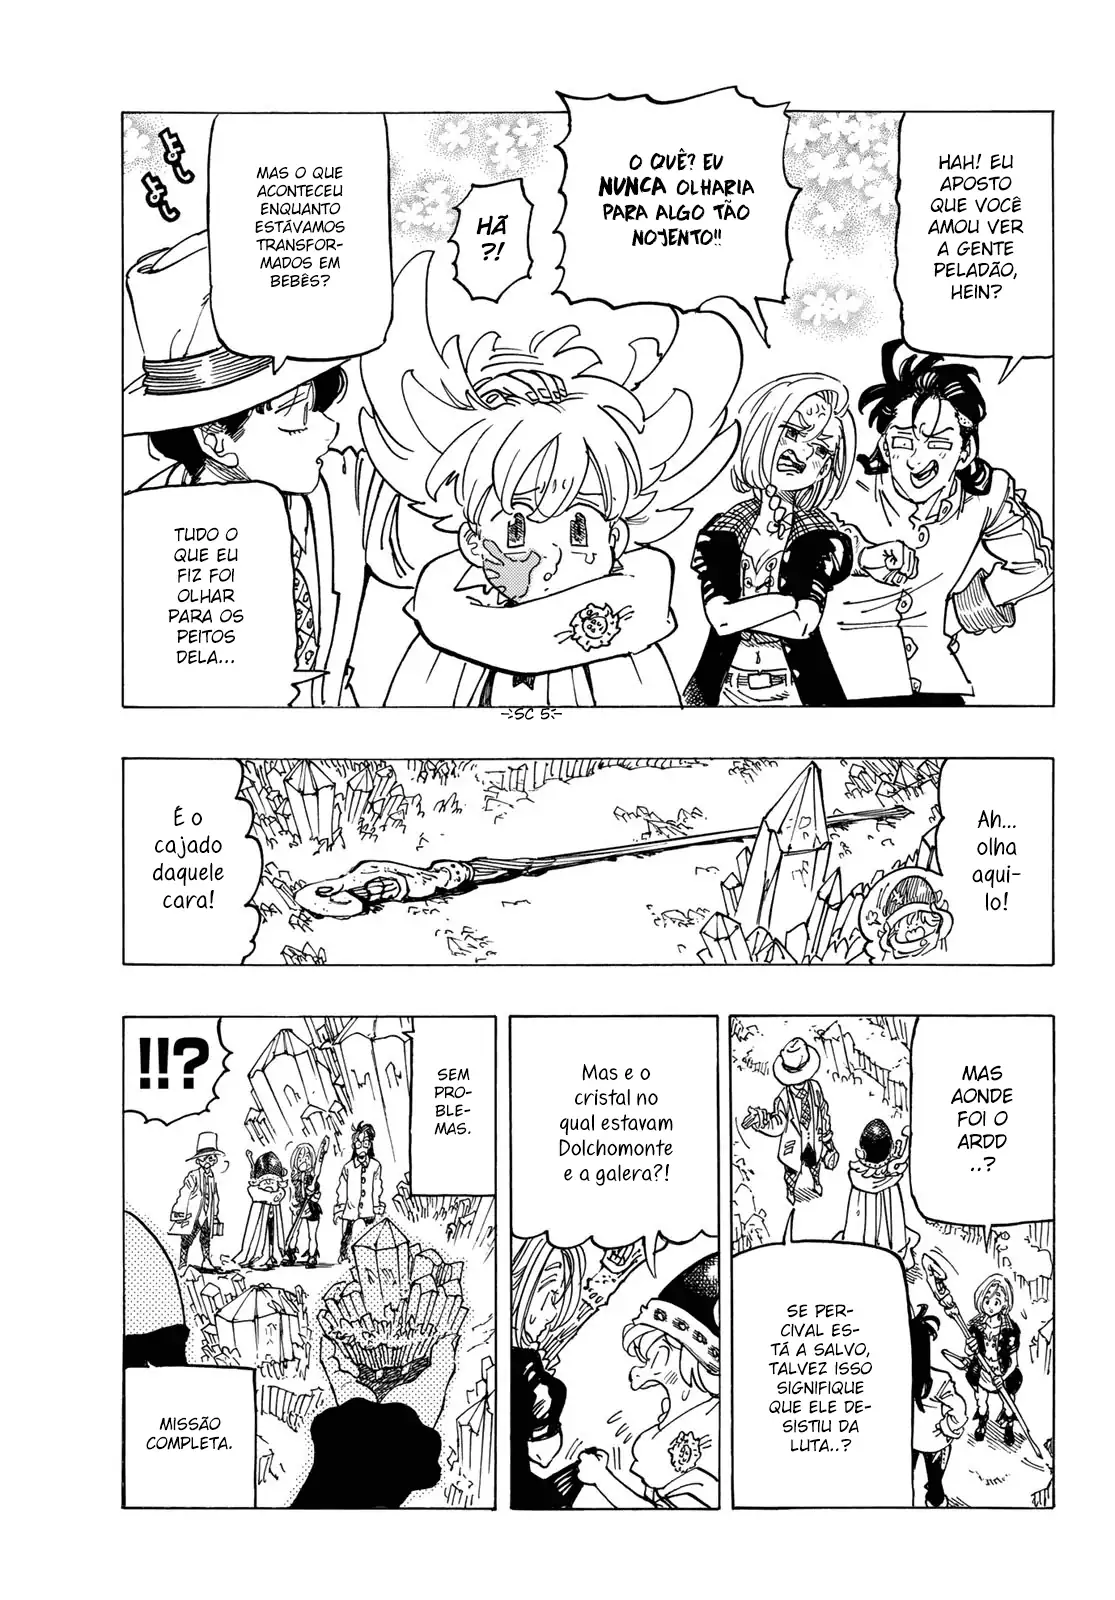 HAH! EU
APOSTO
QUE VOCÊ
AMOU VER
A GENTE
PELADÃO,
HEIN?
O QUÊ? EU
NUNCA OLHARIA
PARA ALGO TÃO
NOJENTO!!
HÃ
?!
MAS O QUE
ACONTECEU
ENQUANTO
ESTÁVAMOS
TRANSFOR-
MADOS EM
BEBÊS?
TUDO O
QUE EU
FIZ FOI
OLHAR
PARA OS
PEITOS
DELA...
SC 5
Ah...
olha
aqui-
lo!
É o
cajado
daquele
cara!
MAS
AONDE
FOI O
ARDD
..?
SE PER-
CIVAL ES-
TÁ A SALVO,
TALVEZ ISSO
SIGNIFIQUE
QUE ELE DE-
SISTIU DA
LUTA..?
Mas e o
cristal no
qual estavam
Dolchomonte
e a galera?!
SEM
PRO-
BLE-
MAS.
!!?
MISSÃO
COMPLETA.